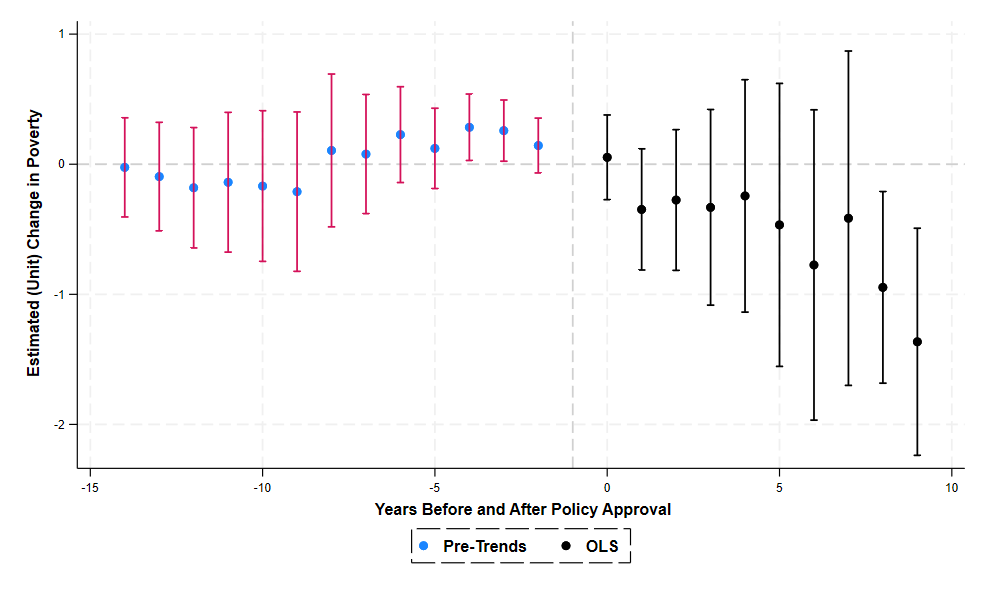 Estimated (Unit) Change in Poverty
1
0
-1
-2
-15 -10 -5 0 5 10
Years Before and After Policy Approval
Pre-Trends OLS